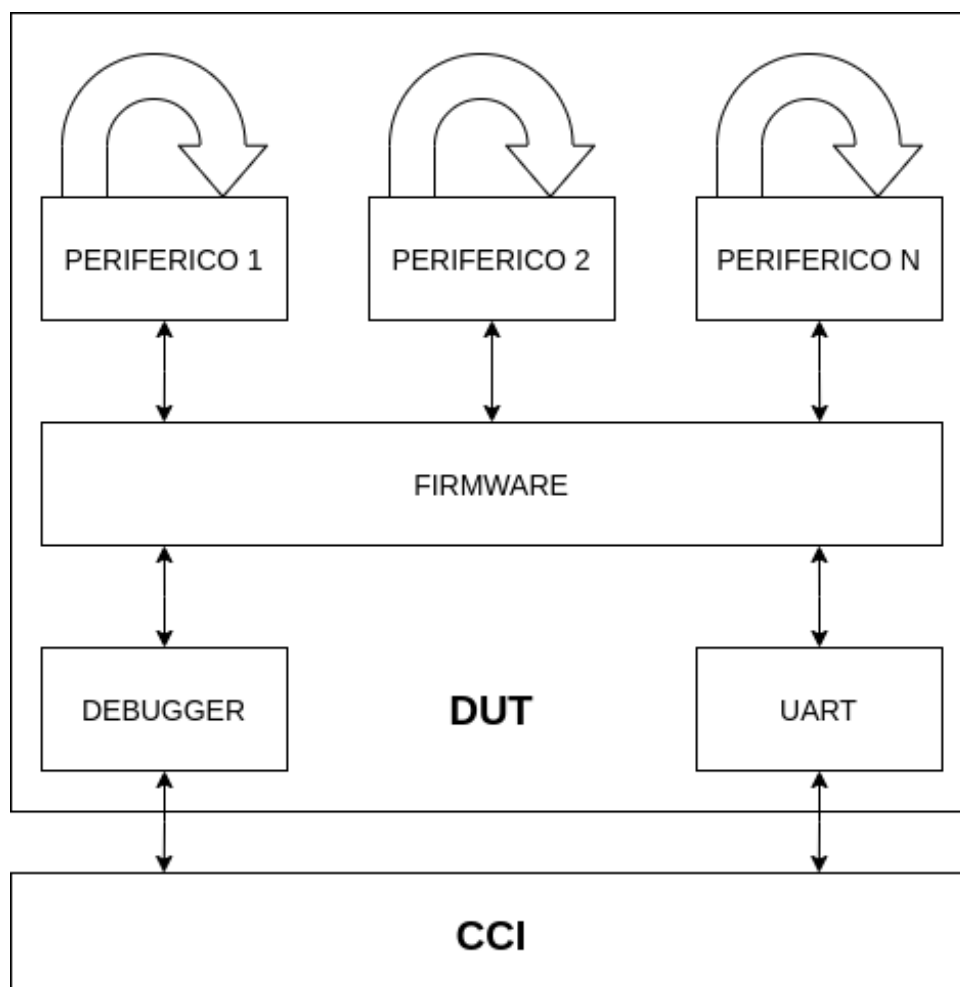 PERIFERICO 1
PERIFERICO 2
PERIFERICO N
FIRMWARE
DEBUGGER
DUT
UART
CCI